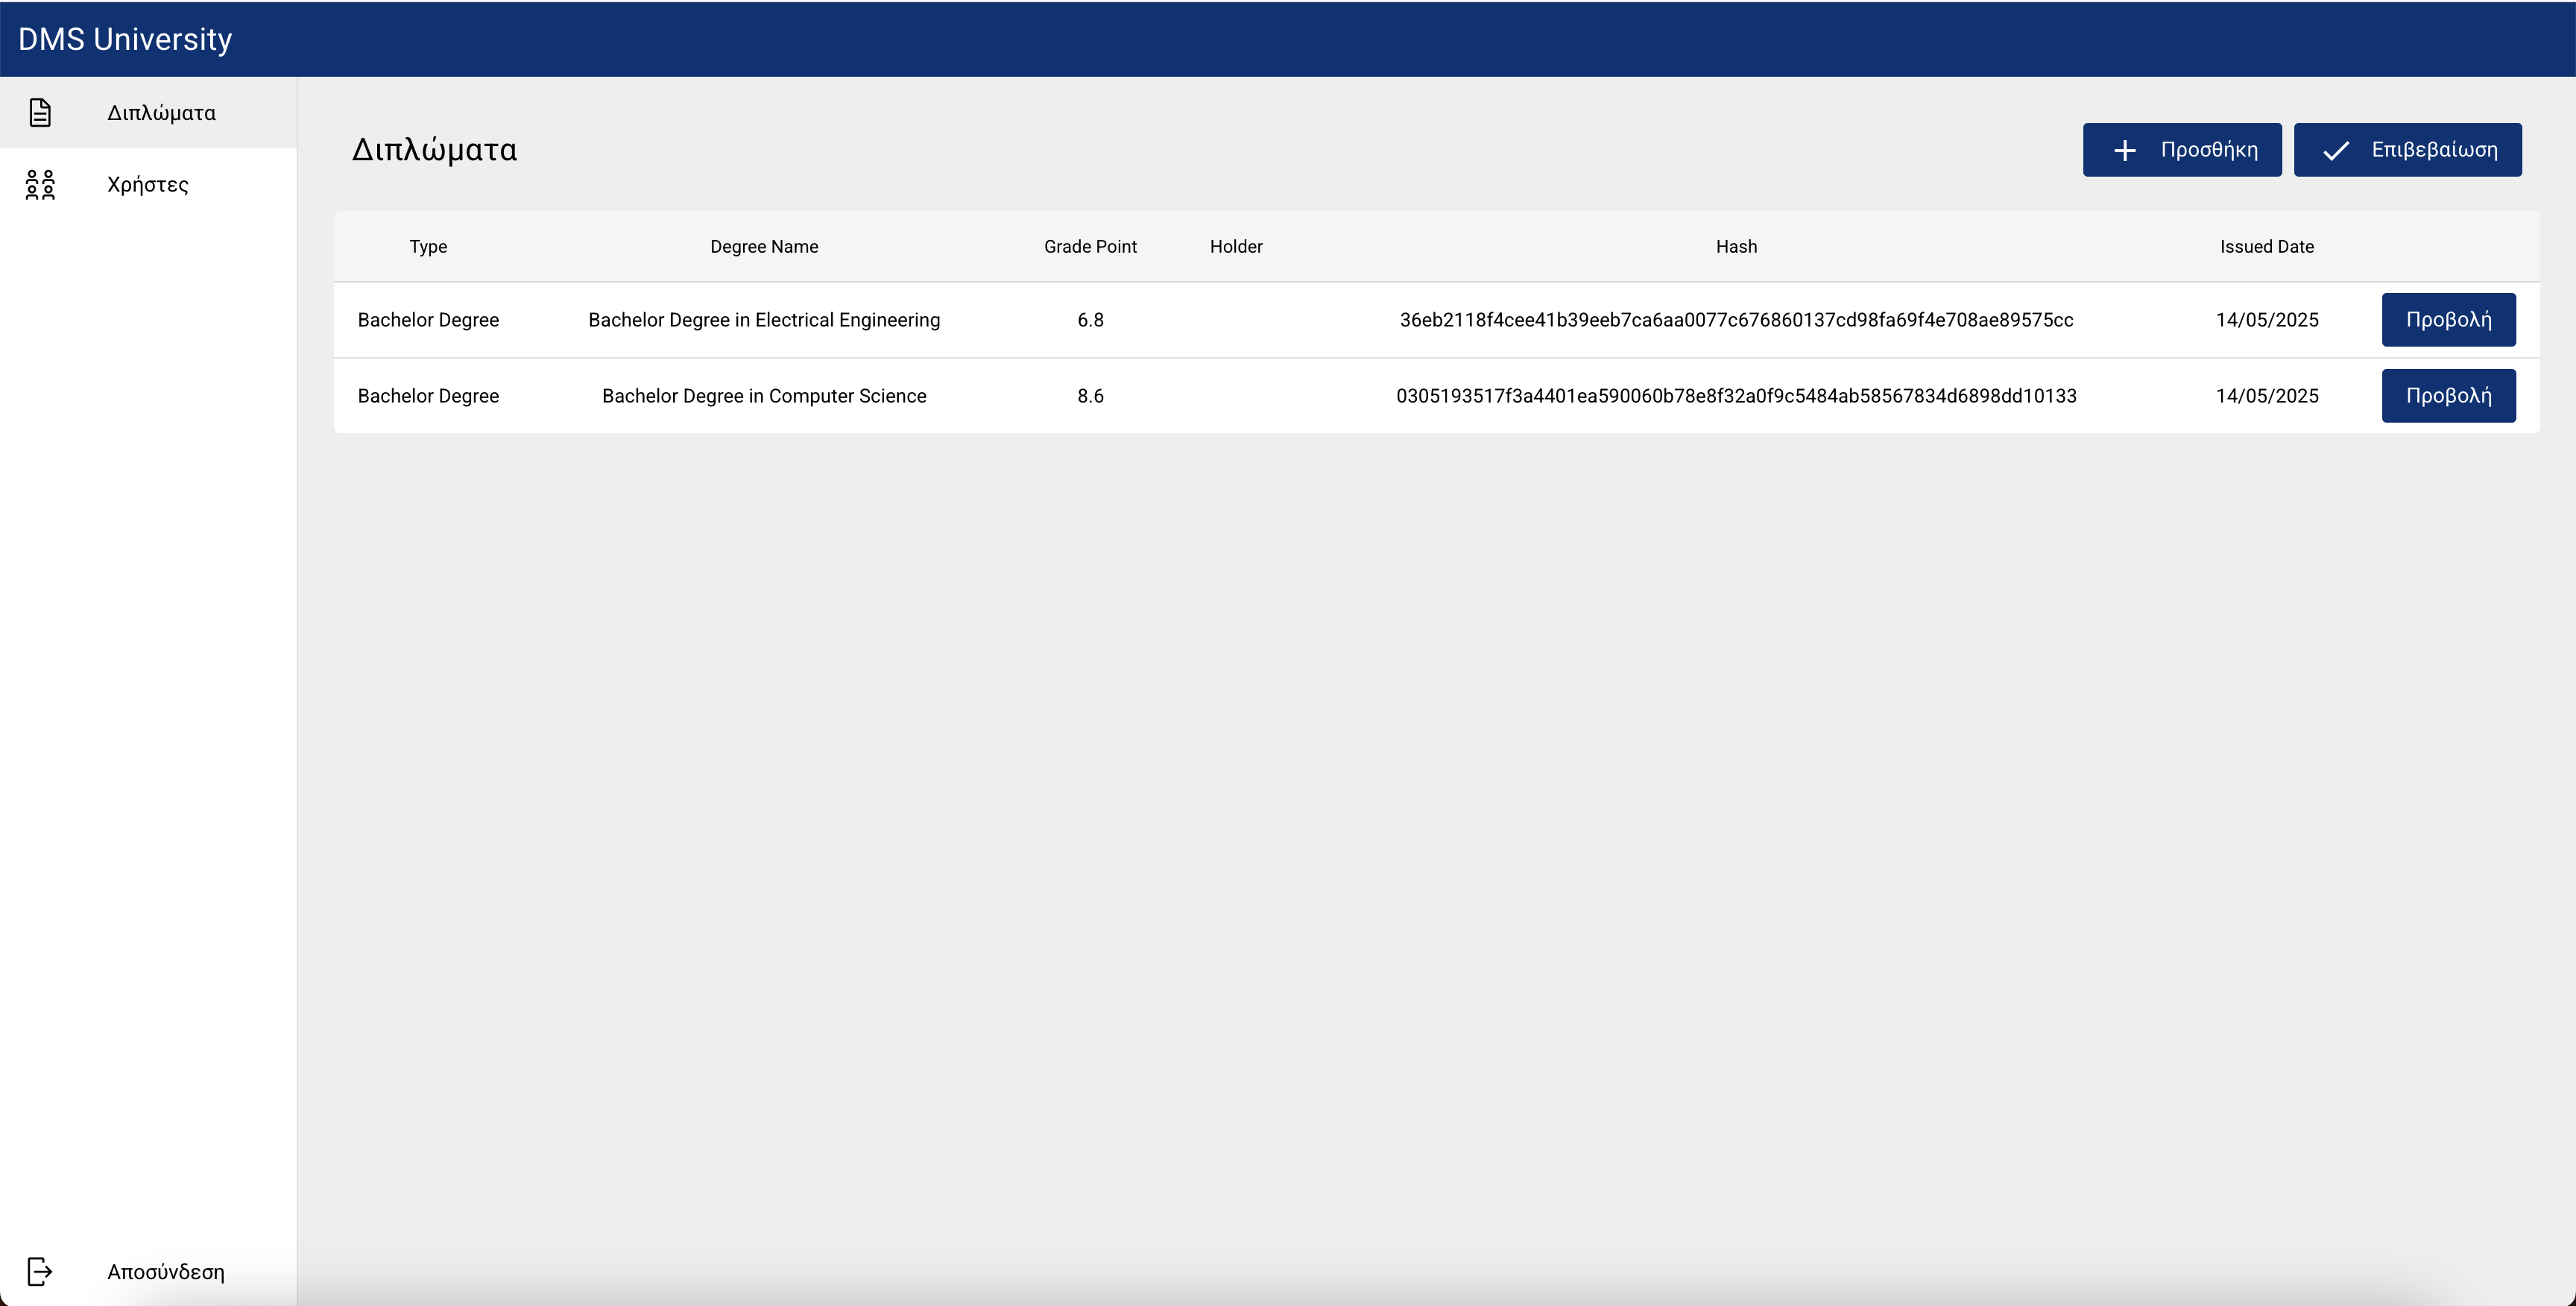 DMS University
Διπλώματα
Χρήστες
Διπλώματα
Προσθήκη
Επιβεβαίωση
Type Degree Name Grade Point Holder Hash Issued Date
Bachelor Degree Bachelor Degree in Electrical Engineering 6.8 36eb2118f4cee41b39eeb7ca6aa0077c676860137cd98fa69f4e708ae89575cc 14/05/2025 Προβολή
Bachelor Degree Bachelor Degree in Computer Science 8.6 0305193517f3a4401ea590060b78e8f32a0f9c5484ab58567834d6898dd10133 14/05/2025 Προβολή
Αποσύνδεση